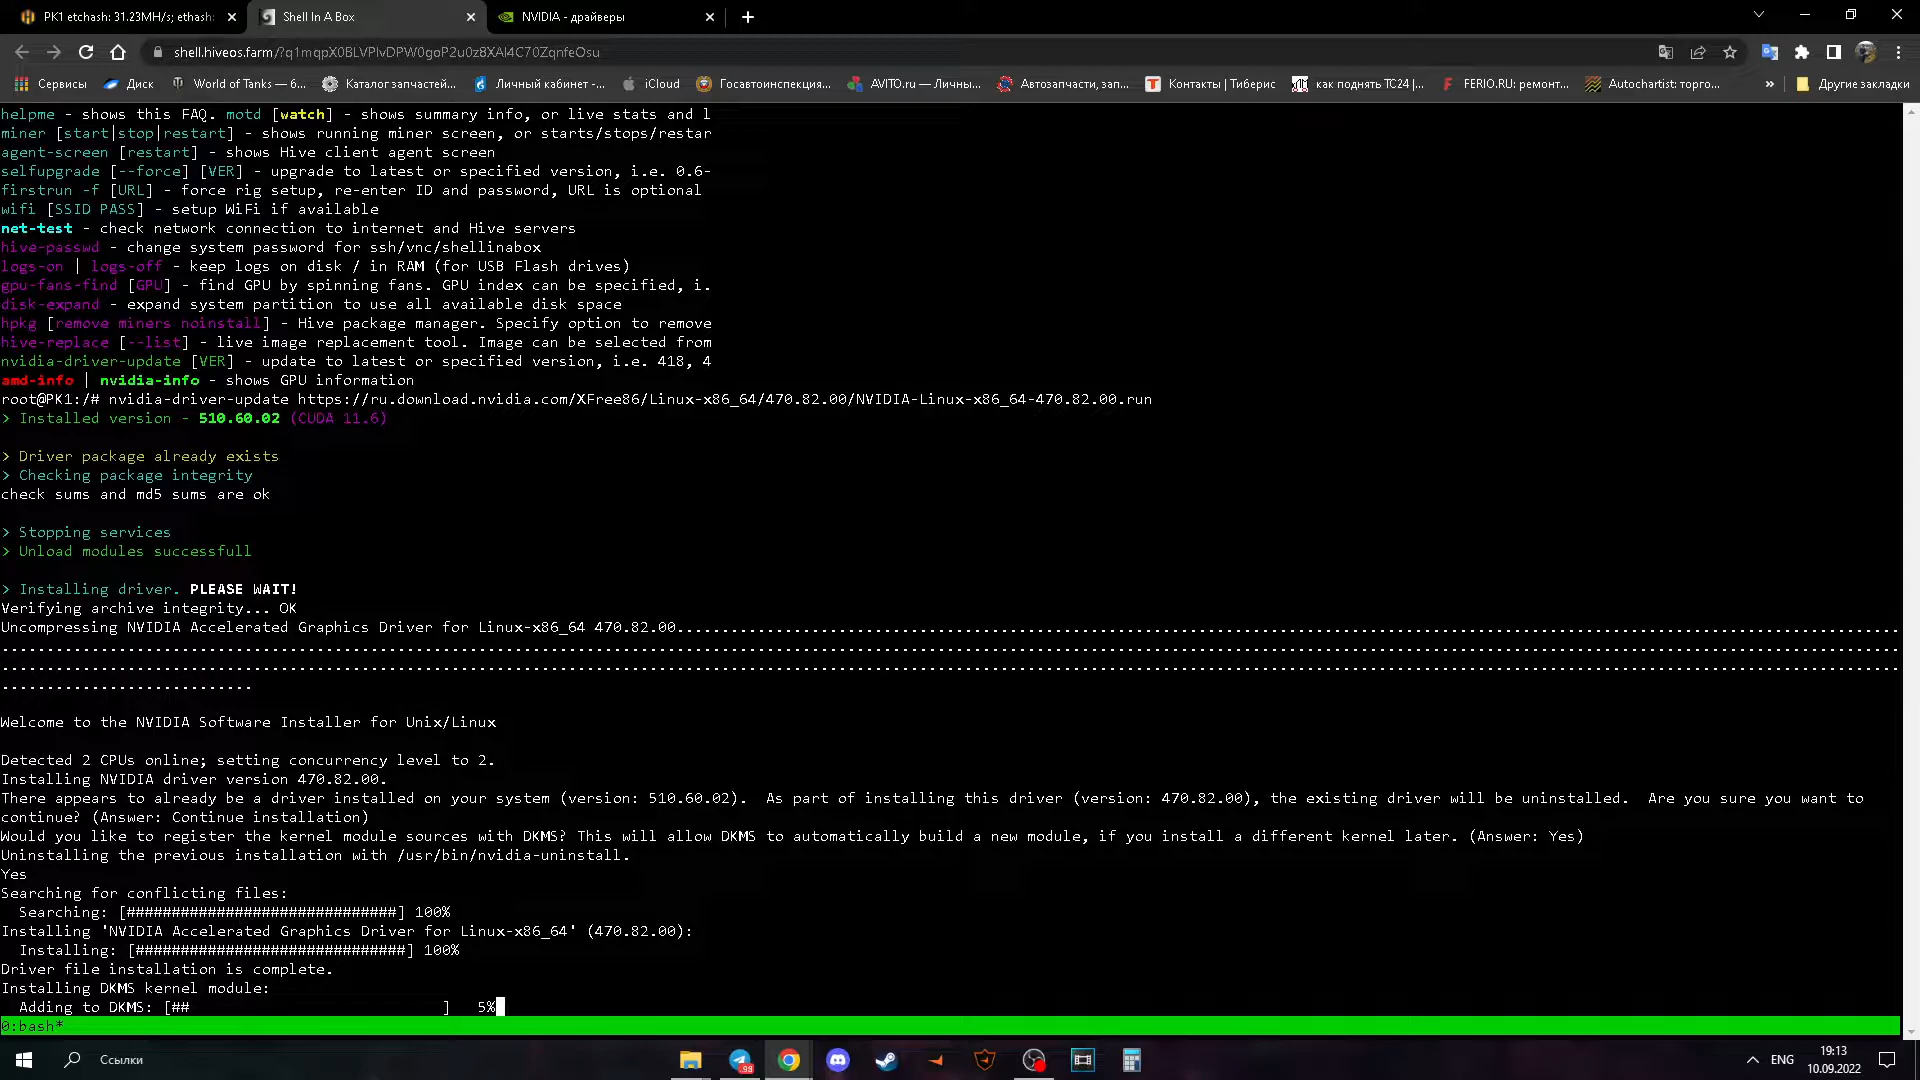 PK1 etchash: 31.23MH/s; ethash:
Shell In A Box
NVIDIA - драйверы
shell.hiveos.farm/?q1mqpX0BLVPlvDPW0goP2u0z8XAl4C70ZqnfeOsu
Сервисы
Диск
World of Tanks — б...
Каталог запчастей...
Личный кабинет -...
iCloud
Госавтоинспекция...
AVITO.ru — Личны...
Автозапчасти, зап...
Контакты | Тиберис
как поднять ТС24 |...
FERIO.RU: ремонт...
Autochartist: торго...
»
Другие закладки
helpme - shows this FAQ. motd [watch] - shows summary info, or live stats and l
miner [start|stop|restart] - shows running miner screen, or starts/stops/restar
agent-screen [restart] - shows Hive client agent screen
selfupgrade [--force] [VER] - upgrade to latest or specified version, i.e. 0.6-
firstrun -f [URL] - force rig setup, re-enter ID and password, URL is optional
wifi [SSID PASS] - setup WiFi if available
net-test - check network connection to internet and Hive servers
hive-passwd - change system password for ssh/vnc/shellinabox
logs-on | logs-off - keep logs on disk / in RAM (for USB Flash drives)
gpu-fans-find [GPU] - find GPU by spinning fans. GPU index can be specified, i.
disk-expand - expand system partition to use all available disk space
hpkg [remove miners noinstall] - Hive package manager. Specify option to remove
hive-replace [--list] - live image replacement tool. Image can be selected from
nvidia-driver-update [VER] - update to latest or specified version, i.e. 418, 4
amd-info | nvidia-info - shows GPU information
root@PK1:/# nvidia-driver-update https://ru.download.nvidia.com/XFree86/Linux-x86_64/470.82.00/NVIDIA-Linux-x86_64-470.82.00.run
> Installed version - 510.60.02 (CUDA 11.6)
> Driver package already exists
> Checking package integrity
check sums and md5 sums are ok
> Stopping services
> Unload modules successfull
> Installing driver. PLEASE WAIT!
Verifying archive integrity... OK
Uncompressing NVIDIA Accelerated Graphics Driver for Linux-x86_64 470.82.00...
Welcome to the NVIDIA Software Installer for Unix/Linux
Detected 2 CPUs online; setting concurrency level to 2.
Installing NVIDIA driver version 470.82.00.
There appears to already be a driver installed on your system (version: 510.60.02).  As part of installing this driver (version: 470.82.00), the existing driver will be uninstalled.  Are you sure you want to
continue? (Answer: Continue installation)
Would you like to register the kernel module sources with DKMS? This will allow DKMS to automatically build a new module, if you install a different kernel later. (Answer: Yes)
Uninstalling the previous installation with /usr/bin/nvidia-uninstall.
Yes
Searching for conflicting files:
Searching: [##############################] 100%
Installing 'NVIDIA Accelerated Graphics Driver for Linux-x86_64' (470.82.00):
Installing: [##############################] 100%
Driver file installation is complete.
Installing DKMS kernel module:
Adding to DKMS: [##                            ]   5%
0:bash*
Ссылки
98
ENG
19:13
10.09.2022